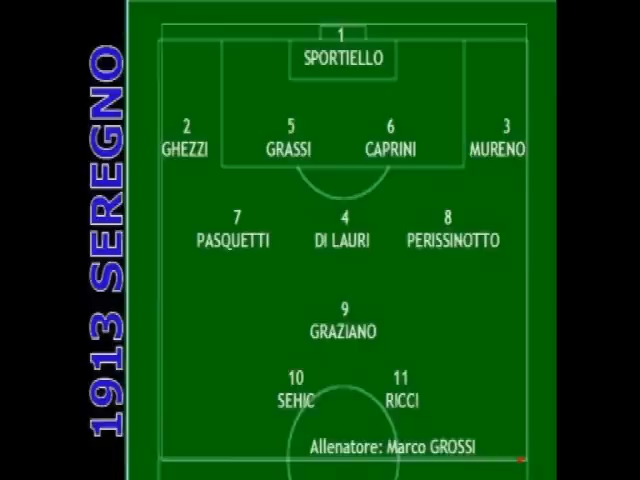 1913 SEREGNO
1
SPORTIELLO
2 5 6 3
GHEZZI GRASSI CAPRINI MURENO
7 4 8
PASQUETTI DI LAURI PERISSINOTTO
9
GRAZIANO
10 11
SEHIC RICCI
Allenatore: Marco GROSSI